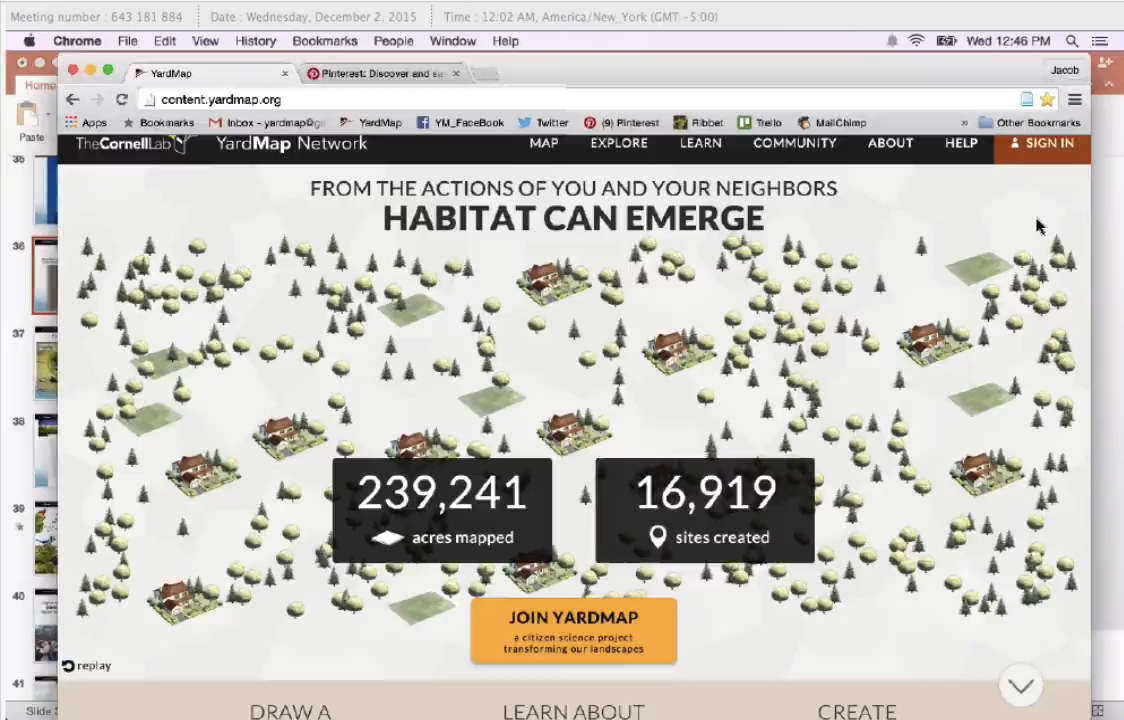 Meeting number : 643 181 884 Date : Wednesday, December 2, 2015 Time : 12:02 AM, America/New_York (GMT -5:00)
Chrome File Edit View History Bookmarks People Window Help Wed 12:46 PM
Home YardMap Pinterest: Discover and Jacob
content.yardmap.org
Paste Apps Bookmarks Inbox - yardmap@ YardMap YM_FaceBook Twitter (9) Pinterest Ribbet Trello MailChimp » Other Bookmarks
TheCornellLab YardMap Network MAP EXPLORE LEARN COMMUNITY ABOUT HELP SIGN IN
35
FROM THE ACTIONS OF YOU AND YOUR NEIGHBORS
HABITAT CAN EMERGE
36
37
38
239,241 16,919
39
acres mapped sites created
40
JOIN YARDMAP
a citizen science project
transforming our landscapes
replay
41
Slide DRAW A LEARN ABOUT CREATE